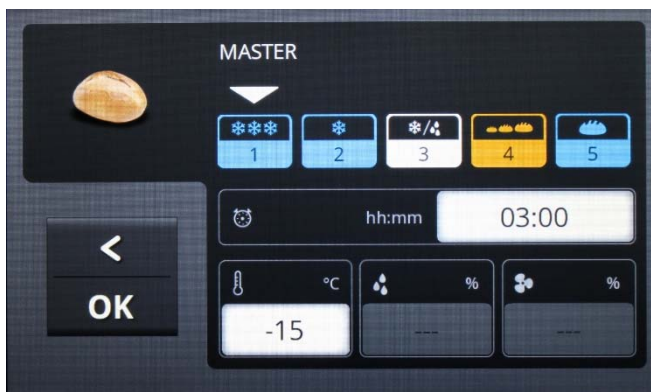 MASTER
1 2 3 4 5
hh:mm 03:00
<
OK
°C % %
-15 --- ---